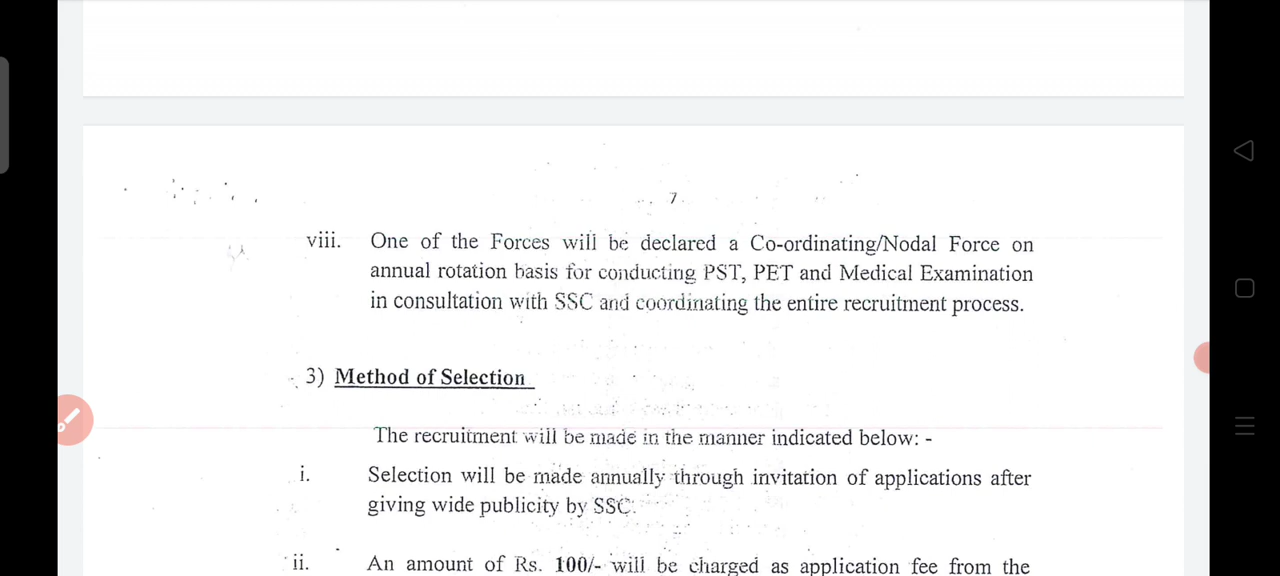 7
viii. One of the Forces will be declared a Co-ordinating/Nodal Force on
annual rotation basis for conducting PST, PET and Medical Examination
in consultation with SSC and coordinating the entire recruitment process.
3) Method of Selection
The recruitment will be made in the manner indicated below: -
i. Selection will be made annually through invitation of applications after
giving wide publicity by SSC.
ii. An amount of Rs. 100/- will be charged as application fee from the